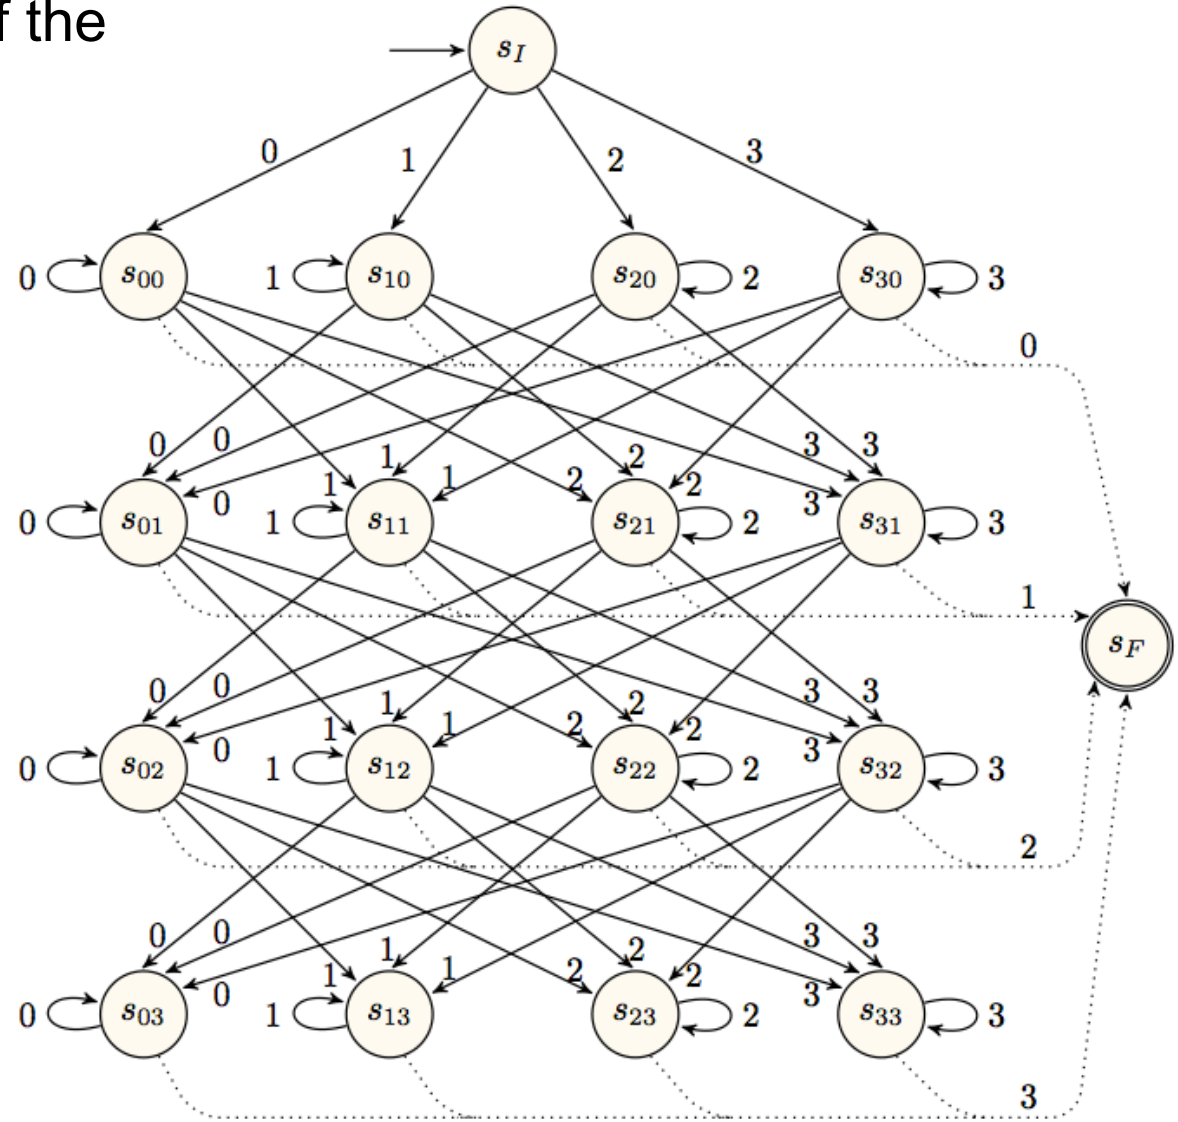 f the
s_I
0 1 2 3
0 s_00 1 s_10 s_20 2 s_30 3
0
0 0 1 1 2 2 3 3
0 1 2 2 3
0 s_01 1 s_11 s_21 2 s_31 3
1
s_F
0 0 1 1 2 2 3 3
0 1 2 2 3
0 s_02 1 s_12 s_22 2 s_32 3
2
0 0 1 1 2 2 3 3
0 1 2 2 3
0 s_03 1 s_13 s_23 2 s_33 3
3